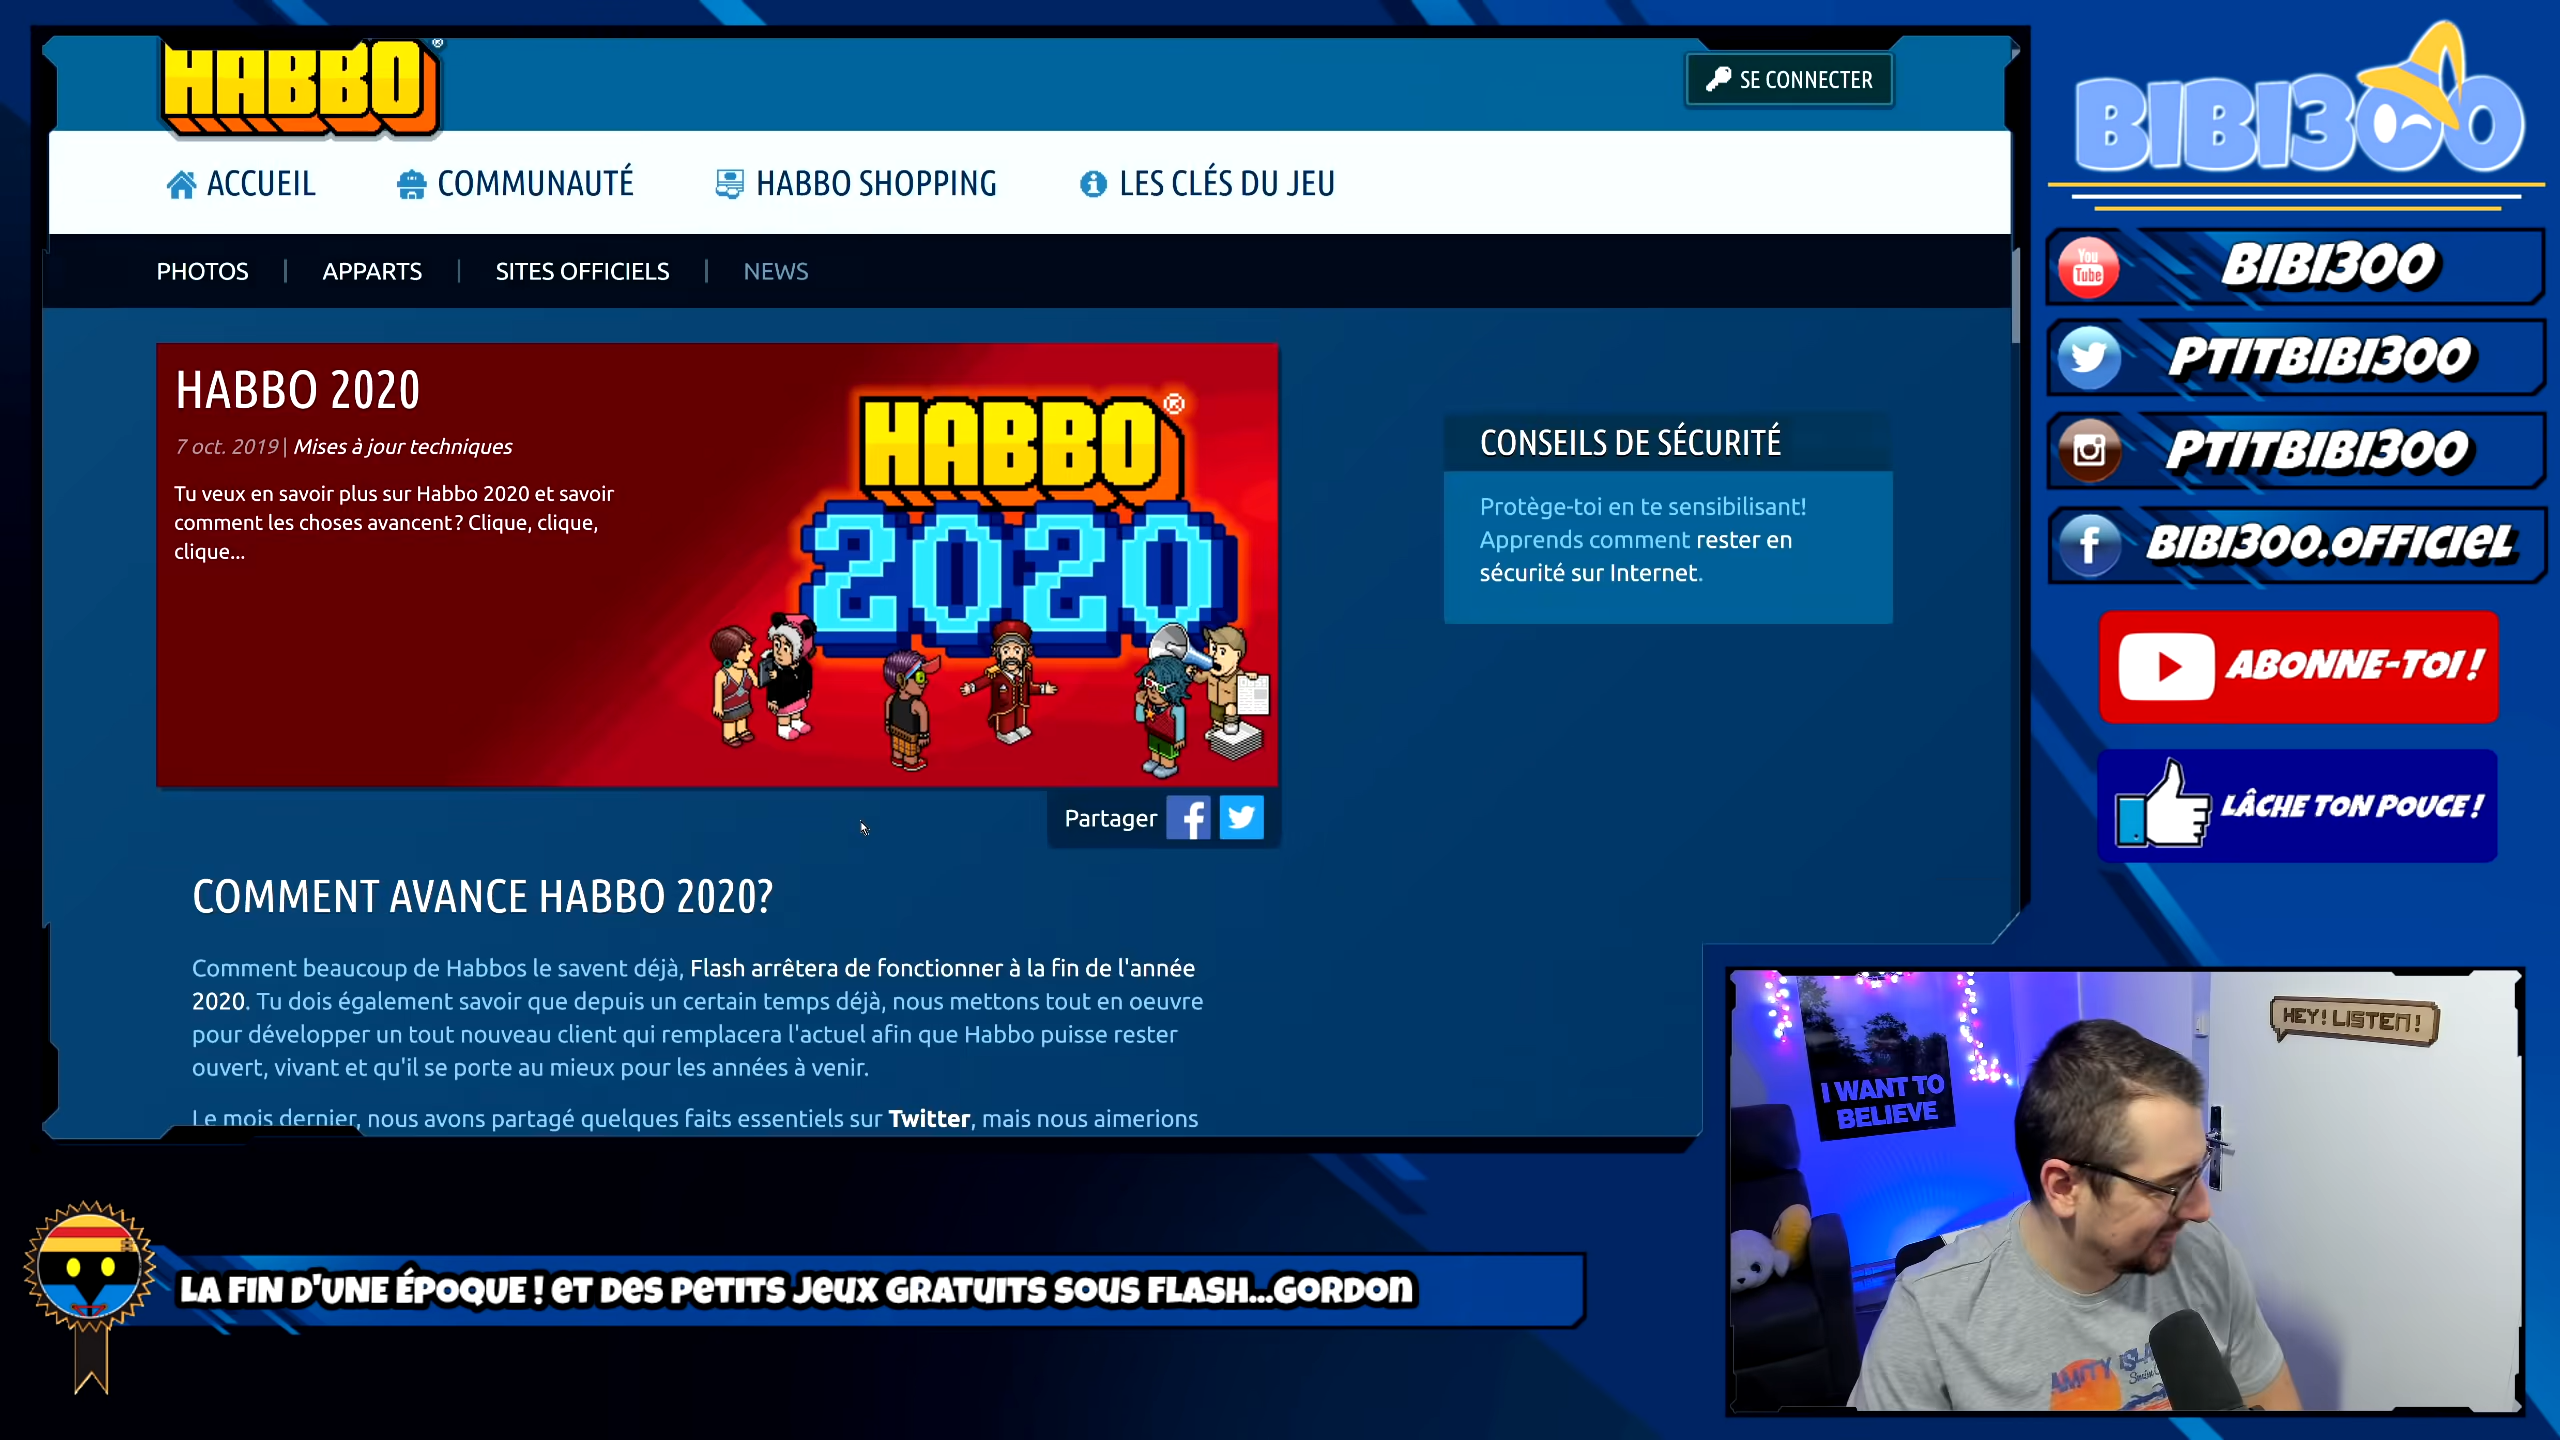 HABBO
®
SE CONNECTER
ACCUEIL
COMMUNAUTÉ
HABBO SHOPPING
LES CLÉS DU JEU
PHOTOS | APPARTS | SITES OFFICIELS | NEWS
HABBO 2020
7 oct. 2019 | Mises à jour techniques
Tu veux en savoir plus sur Habbo 2020 et savoir
comment les choses avancent? Clique, clique,
clique...
HABBO
®
2020
CONSEILS DE SÉCURITÉ
Protège-toi en te sensibilisant!
Apprends comment rester en
sécurité sur Internet.
Partager
COMMENT AVANCE HABBO 2020?
Comment beaucoup de Habbos le savent déjà, Flash arrêtera de fonctionner à la fin de l'année
2020. Tu dois également savoir que depuis un certain temps déjà, nous mettons tout en oeuvre
pour développer un tout nouveau client qui remplacera l'actuel afin que Habbo puisse rester
ouvert, vivant et qu'il se porte au mieux pour les années à venir.
Le mois dernier, nous avons partagé quelques faits essentiels sur Twitter, mais nous aimerions
BIBI300
You
Tube
BIBI300
PTITBIBI300
PTITBIBI300
BIBI300.OFFICIEL
ABONNE-TOI !
LÂCHE TON POUCE !
I WANT TO
BELIEVE
HEY! LISTEN!
AMITY
LA FIN D'UNE ÉPOQUE ! ET DES PETITS JEUX GRATUITS SOUS FLASH...GORDON